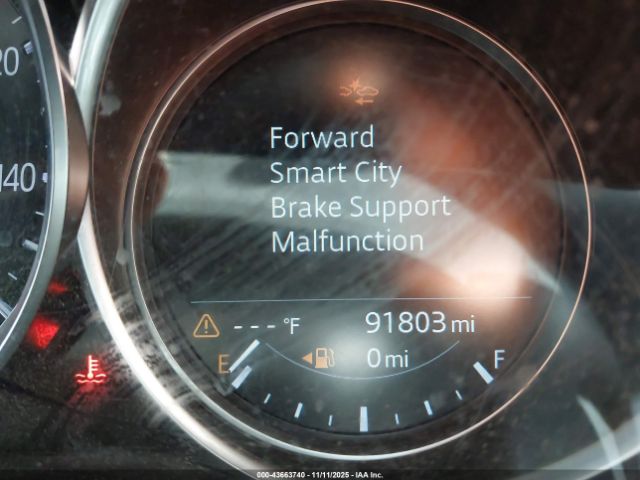 20
140
Forward
Smart City
Brake Support
Malfunction
--- °F
91803 mi
E
0 mi
F
000-43663740 - 11/11/2025 - IAA Inc.